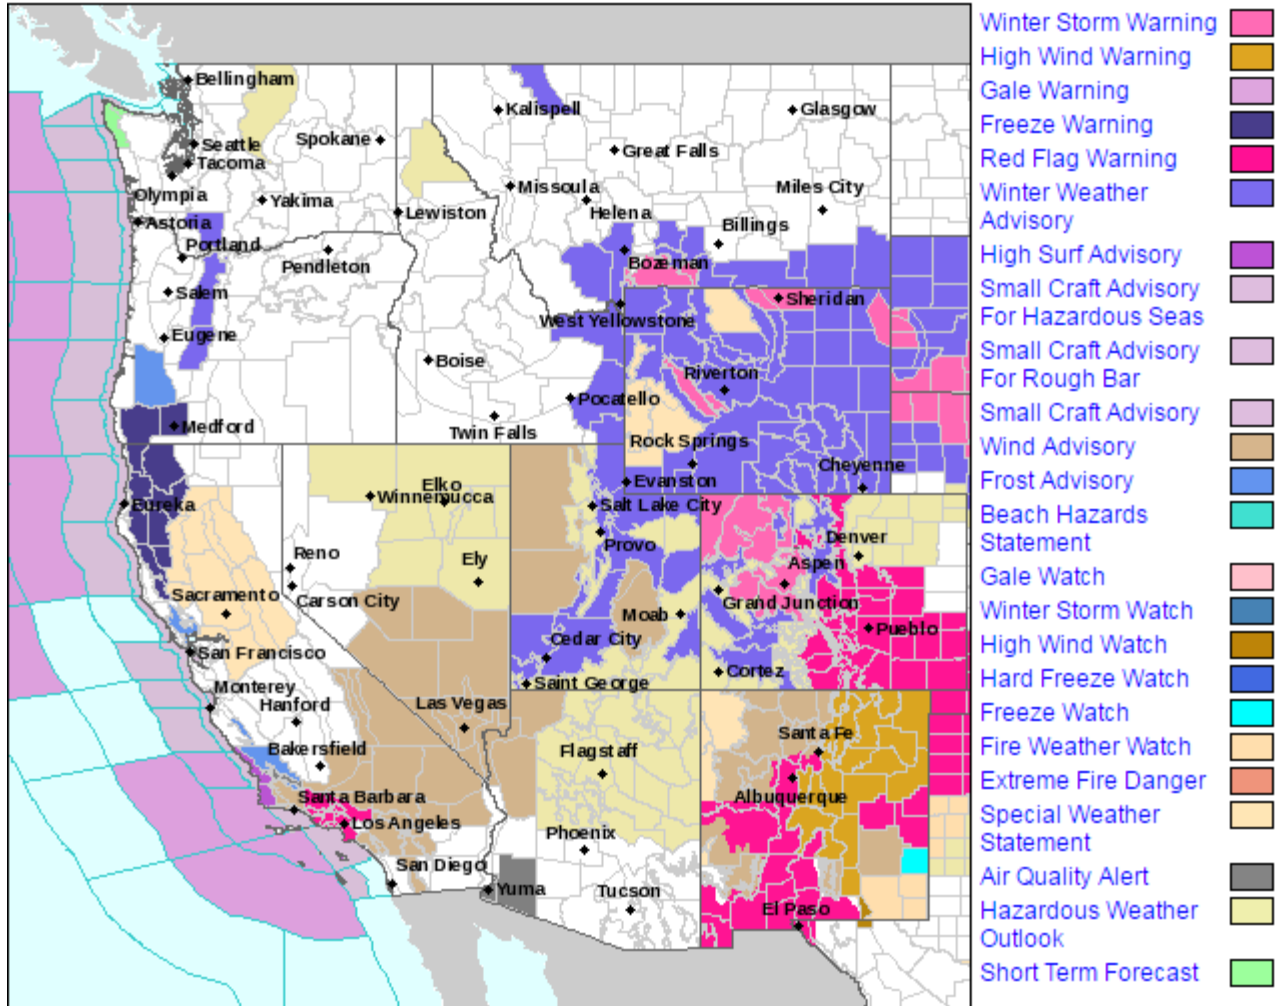 Bellingham
Seattle
Spokane
Tacoma
Olympia
Yakima
Astoria
Lewiston
Portland
Pendleton
Salem
Eugene
Medford
Kalispell
Glasgow
Great Falls
Missoula
Miles City
Helena
Billings
Bozeman
West Yellowstone
Sheridan
Boise
Riverton
Pocatello
Twin Falls
Rock Springs
Cheyenne
Evanston
Eureka
Elko
Winnemucca
Salt Lake City
Provo
Denver
Reno
Ely
Aspen
Sacramento
Carson City
Moab
Grand Junction
Pueblo
San Francisco
Cedar City
Cortez
Monterey
Saint George
Hanford
Las Vegas
Santa Fe
Bakersfield
Flagstaff
Santa Barbara
Albuquerque
Los Angeles
Phoenix
San Diego
Yuma
Tucson
El Paso
Winter Storm Warning
High Wind Warning
Gale Warning
Freeze Warning
Red Flag Warning
Winter Weather
Advisory
High Surf Advisory
Small Craft Advisory
For Hazardous Seas
Small Craft Advisory
For Rough Bar
Small Craft Advisory
Wind Advisory
Frost Advisory
Beach Hazards
Statement
Gale Watch
Winter Storm Watch
High Wind Watch
Hard Freeze Watch
Freeze Watch
Fire Weather Watch
Extreme Fire Danger
Special Weather
Statement
Air Quality Alert
Hazardous Weather
Outlook
Short Term Forecast